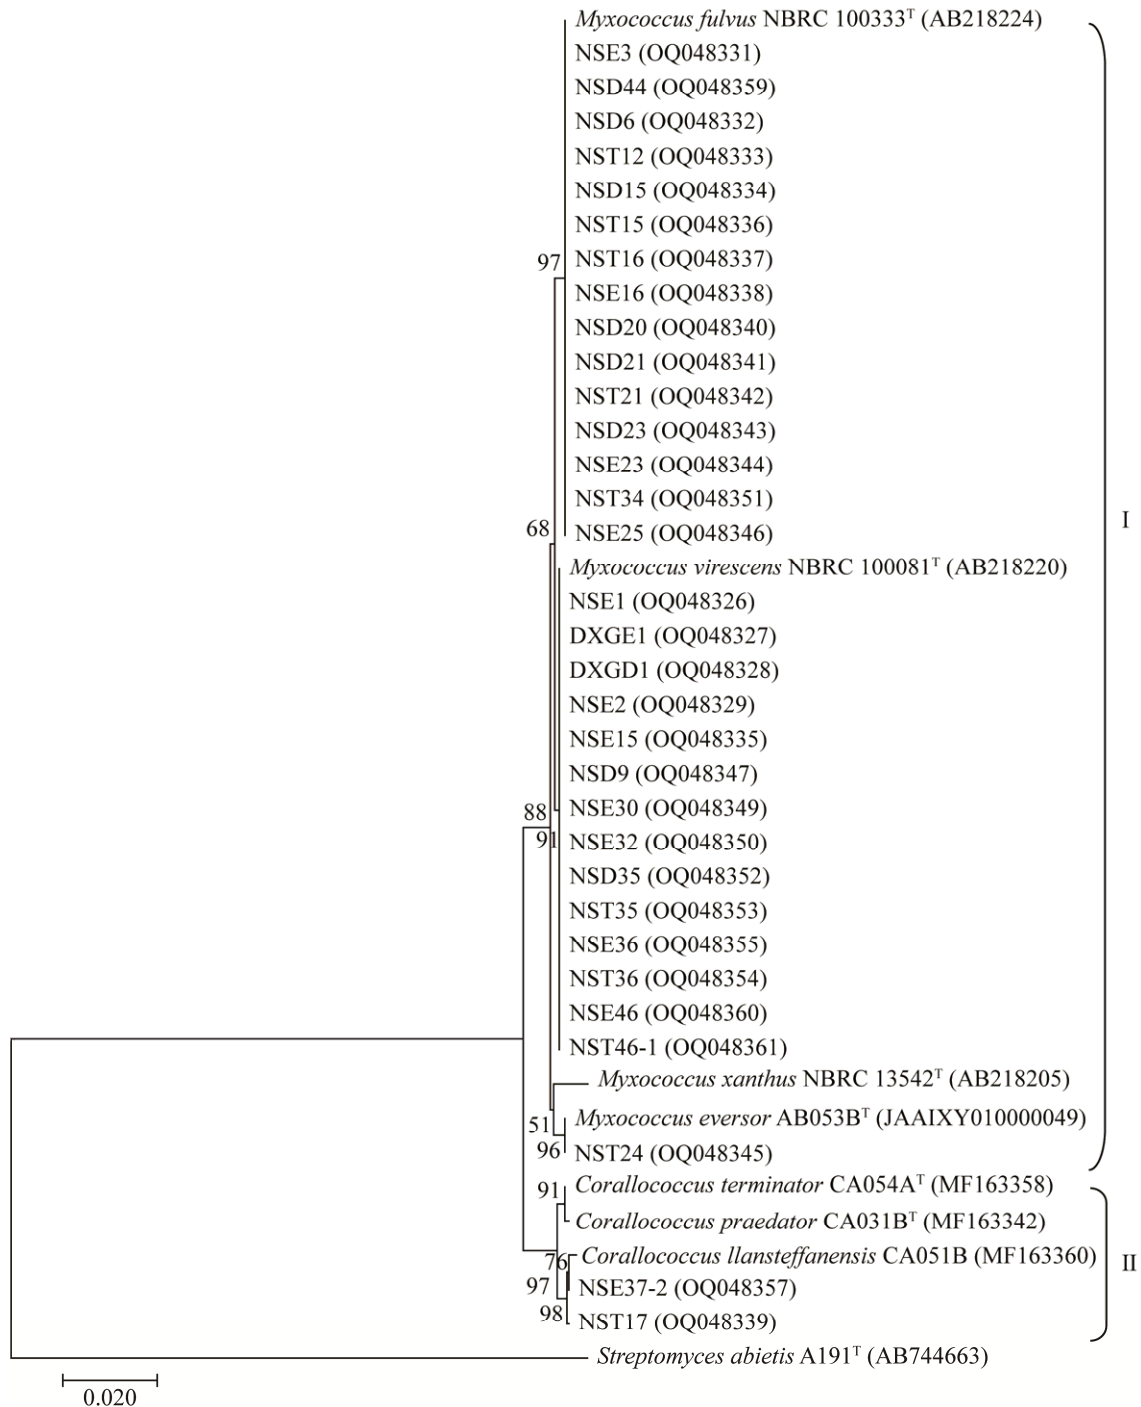 Myxococcus fulvus NBRC 100333ᵀ (AB218224)
NSE3 (OQ048331)
NSD44 (OQ048359)
NSD6 (OQ048332)
NST12 (OQ048333)
NSD15 (OQ048334)
NST15 (OQ048336)
97 NST16 (OQ048337)
NSE16 (OQ048338)
NSD20 (OQ048340)
NSD21 (OQ048341)
NST21 (OQ048342)
NSD23 (OQ048343)
NSE23 (OQ048344)
NST34 (OQ048351)
I
68 NSE25 (OQ048346)
Myxococcus virescens NBRC 100081ᵀ (AB218220)
NSE1 (OQ048326)
DXGE1 (OQ048327)
DXGD1 (OQ048328)
NSE2 (OQ048329)
NSE15 (OQ048335)
NSD9 (OQ048347)
88 NSE30 (OQ048349)
91 NSE32 (OQ048350)
NSD35 (OQ048352)
NST35 (OQ048353)
NSE36 (OQ048355)
NST36 (OQ048354)
NSE46 (OQ048360)
NST46-1 (OQ048361)
Myxococcus xanthus NBRC 13542ᵀ (AB218205)
51 Myxococcus eversor AB053Bᵀ (JAAIXY010000049)
96 NST24 (OQ048345)
91 Corallococcus terminator CA054Aᵀ (MF163358)
Corallococcus praedator CA031Bᵀ (MF163342)
76 Corallococcus llansteffanensis CA051B (MF163360)
II
97 NSE37-2 (OQ048357)
98 NST17 (OQ048339)
Streptomyces abietis A191ᵀ (AB744663)
0.020